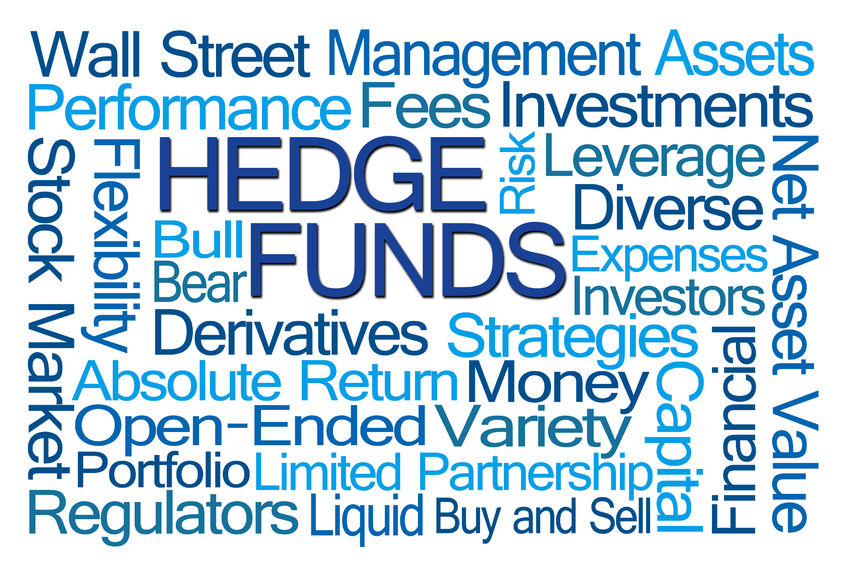 Wall Street Management Assets
Performance Fees Investments
Stock Market
Flexibility
HEDGE
FUNDS
Risk
Leverage
Diverse
Net Asset Value
Bull
Bear
Expenses
Investors
Derivatives Strategies
Absolute Return Money
Capital
Financial
Open-Ended Variety
Portfolio Limited Partnership
Regulators Liquid Buy and Sell